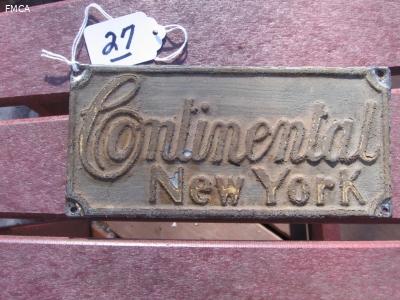 FMCA
27
Continental
New York